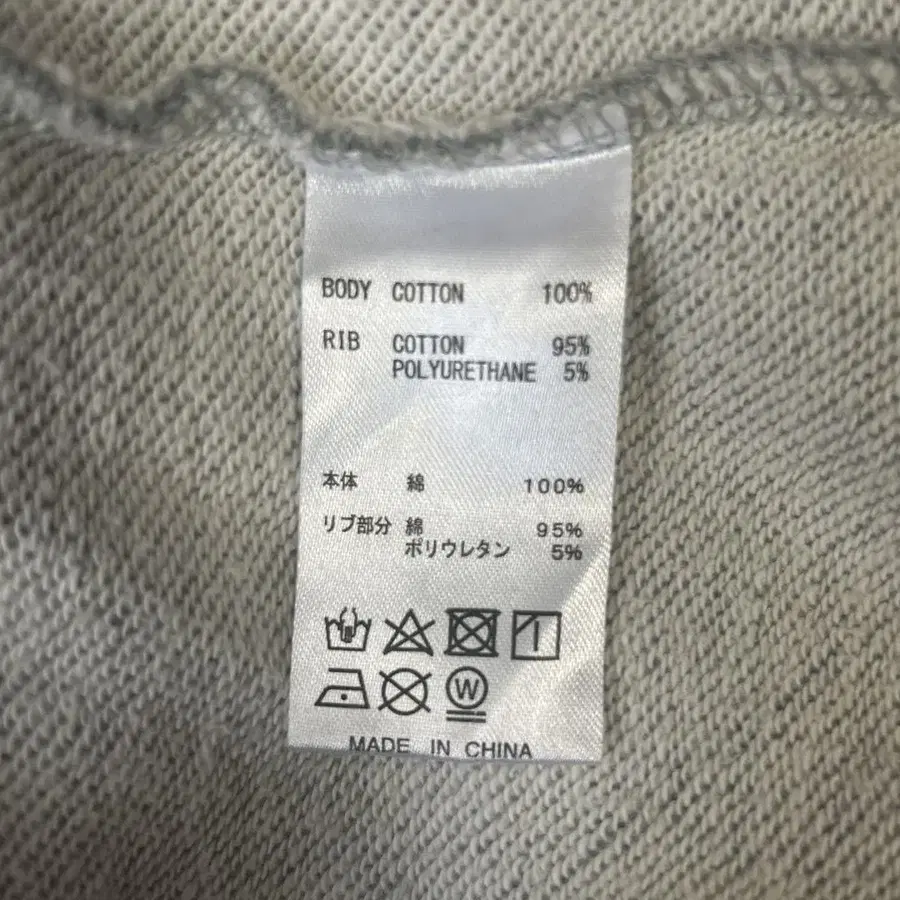 BODY COTTON 100%
RIB COTTON 95%
POLYURETHANE 5%
本体 綿 100%
リブ部分 綿 95%
ポリウレタン 5%
W
MADE IN CHINA